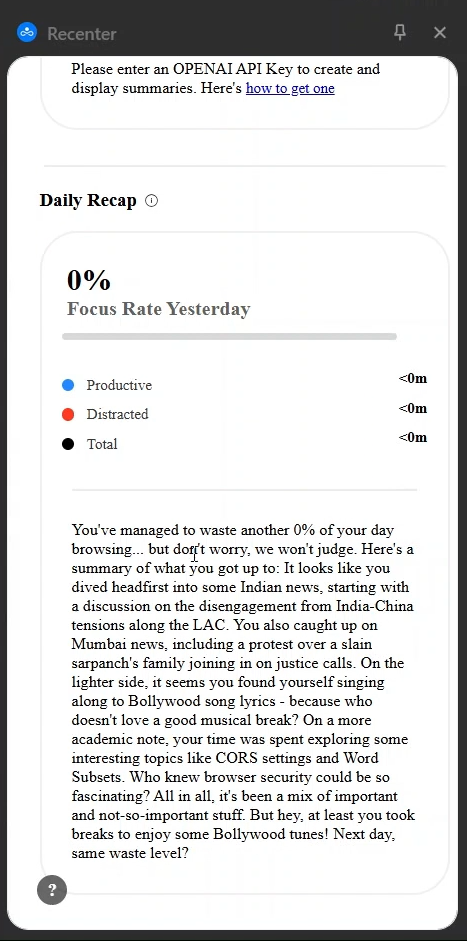 Recenter
Please enter an OPENAI API Key to create and
display summaries. Here's how to get one
Daily Recap
0%
Focus Rate Yesterday
Productive <0m
Distracted <0m
Total <0m
You've managed to waste another 0% of your day
browsing... but don't worry, we won't judge. Here's a
summary of what you got up to: It looks like you
dived headfirst into some Indian news, starting with
a discussion on the disengagement from India-China
tensions along the LAC. You also caught up on
Mumbai news, including a protest over a slain
sarpanch's family joining in on justice calls. On the
lighter side, it seems you found yourself singing
along to Bollywood song lyrics - because who
doesn't love a good musical break? On a more
academic note, your time was spent exploring some
interesting topics like CORS settings and Word
Subsets. Who knew browser security could be so
fascinating? All in all, it's been a mix of important
and not-so-important stuff. But hey, at least you took
breaks to enjoy some Bollywood tunes! Next day,
same waste level?
?